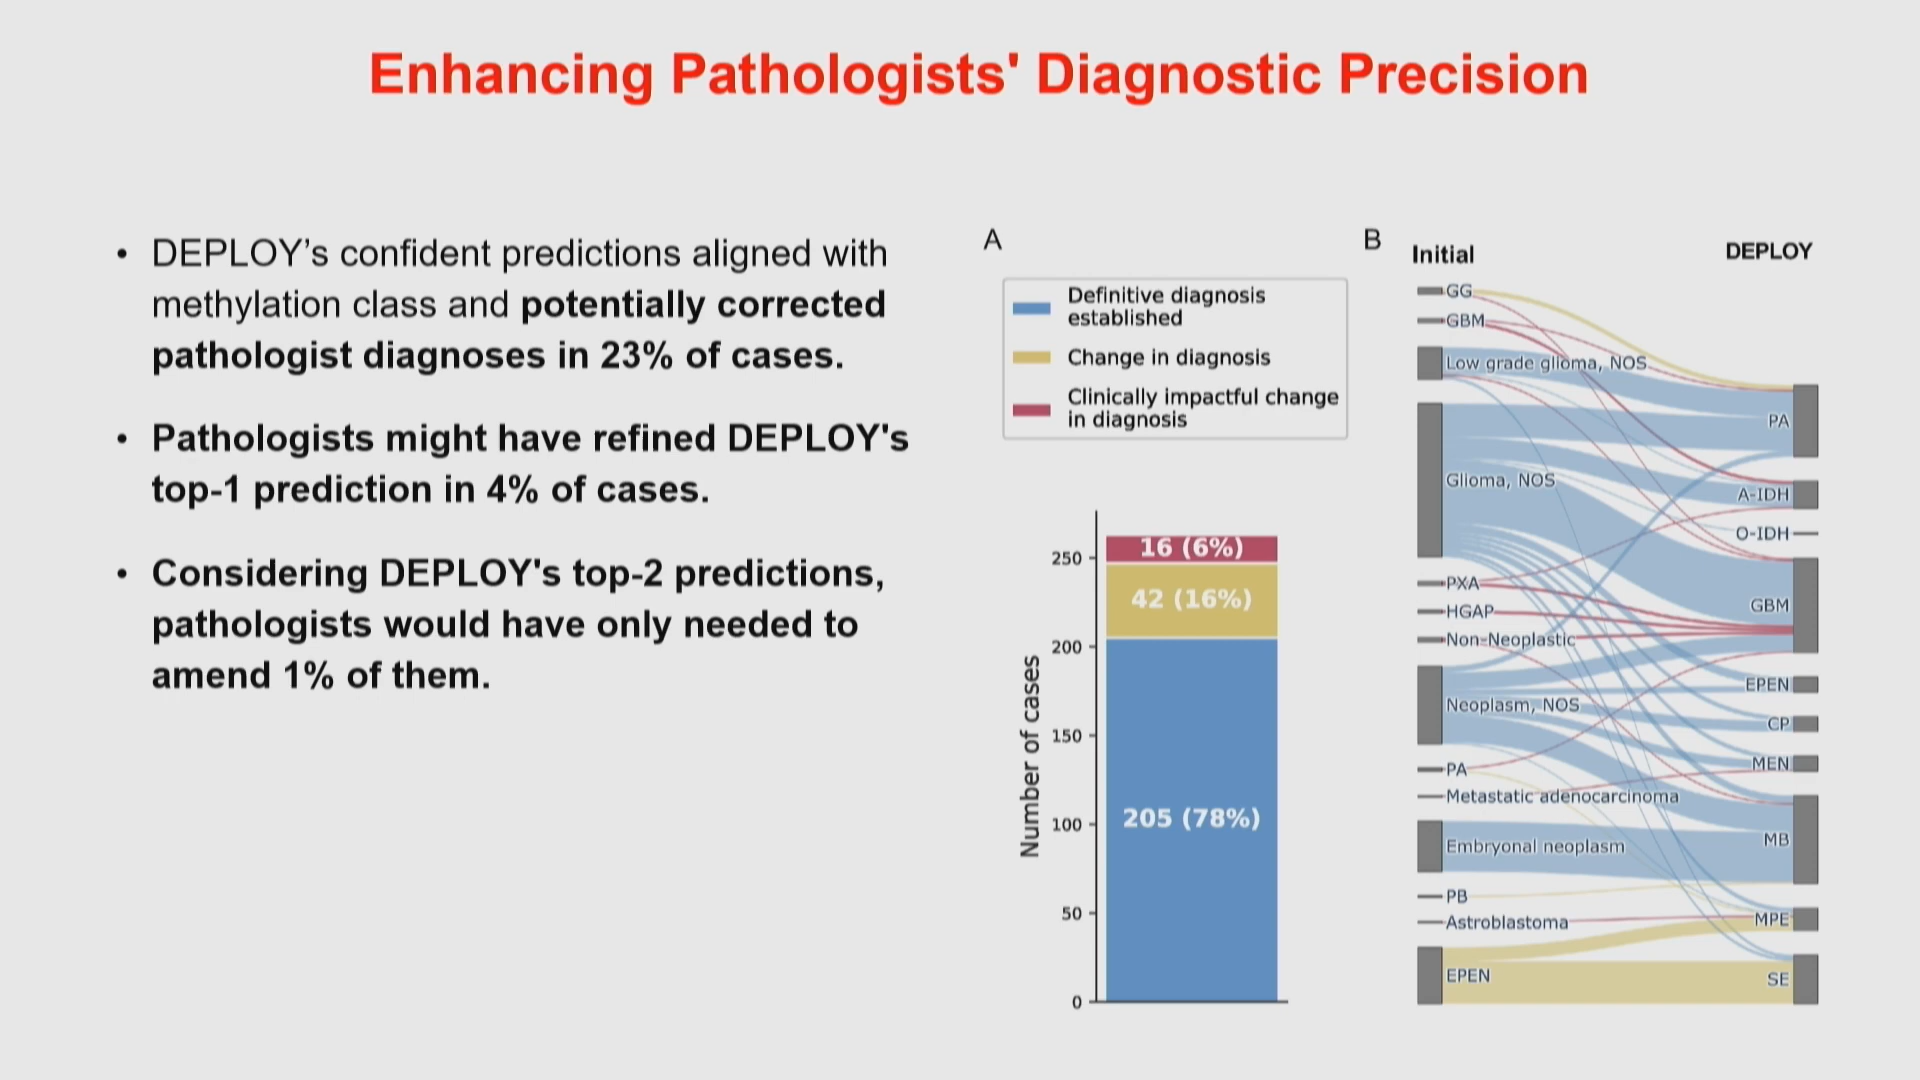 Enhancing Pathologists' Diagnostic Precision
• DEPLOY’s confident predictions aligned with
methylation class and potentially corrected
pathologist diagnoses in 23% of cases.
• Pathologists might have refined DEPLOY's
top-1 prediction in 4% of cases.
• Considering DEPLOY's top-2 predictions,
pathologists would have only needed to
amend 1% of them.
A
Definitive diagnosis
established
Change in diagnosis
Clinically impactful change
in diagnosis
Number of cases
250
200
150
100
50
0
16 (6%)
42 (16%)
205 (78%)
B
Initial
DEPLOY
GG
GBM
Low grade glioma, NOS
Glioma, NOS
PXA
HGAP
Non-Neoplastic
Neoplasm, NOS
PA
Metastatic adenocarcinoma
Embryonal neoplasm
PB
Astroblastoma
EPEN
PA
A-IDH
O-IDH
GBM
EPEN
CP
MEN
MB
MPE
SE